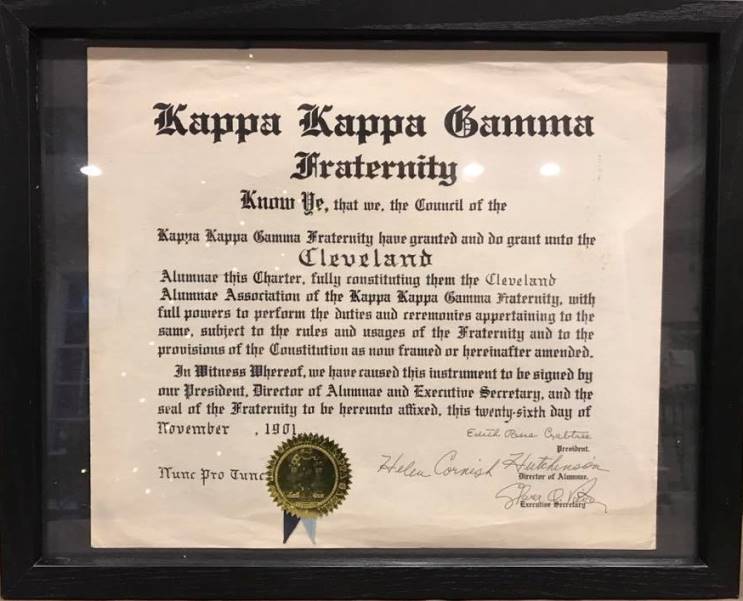 Kappa Kappa Gamma
Fraternity
Know Ye, that we, the Council of the
Kappa Kappa Gamma Fraternity have granted and do grant unto the
Cleveland
Alumnae this Charter, fully constituting them the Cleveland
Alumnae Association of the Kappa Kappa Gamma Fraternity, with
full powers to perform the duties and ceremonies appertaining to the
same, subject to the rules and usages of the Fraternity and to the
provisions of the Constitution as now framed or hereinafter amended.
In Witness Whereof, we have caused this instrument to be signed by
our President, Director of Alumnae and Executive Secretary, and the
seal of the Fraternity to be hereunto affixed, this twenty-sixth day of
November , 1901
Edith Crabtree
President.
Nunc Pro Tunc
Helen Cornish Hutchinson
Director of Alumnae.
Executive Secretary